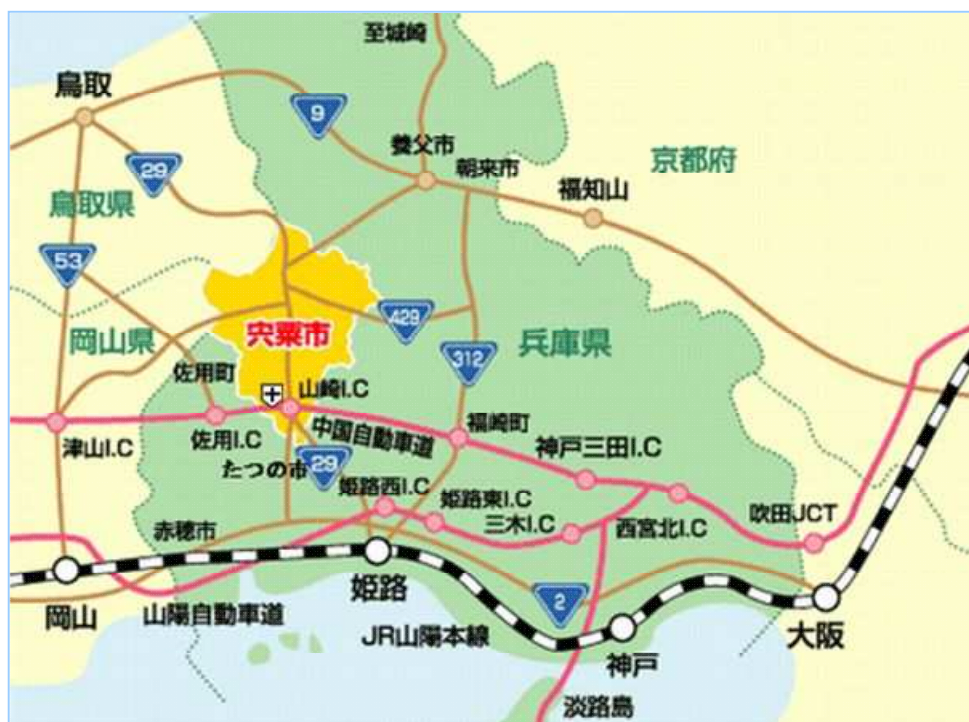 至城崎
鳥取
9
養父市
朝来市
29
京都府
福知山
鳥取県
53
宍粟市
429
岡山県
兵庫県
312
佐用町
山崎I.C
津山I.C
佐用I.C
中国自動車道
福崎町
神戸三田I.C
たつの市
29
姫路西I.C
姫路東I.C
三木I.C
西宮北I.C
吹田JCT
赤穂市
岡山
山陽自動車道
姫路
2
JR山陽本線
神戸
大阪
淡路島